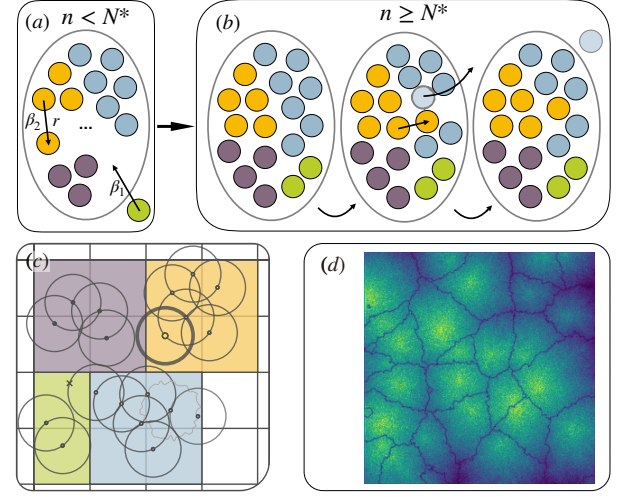 (a) n < N*
β₂ r
...
β₁
(b) n ≥ N*
(c)
(d)